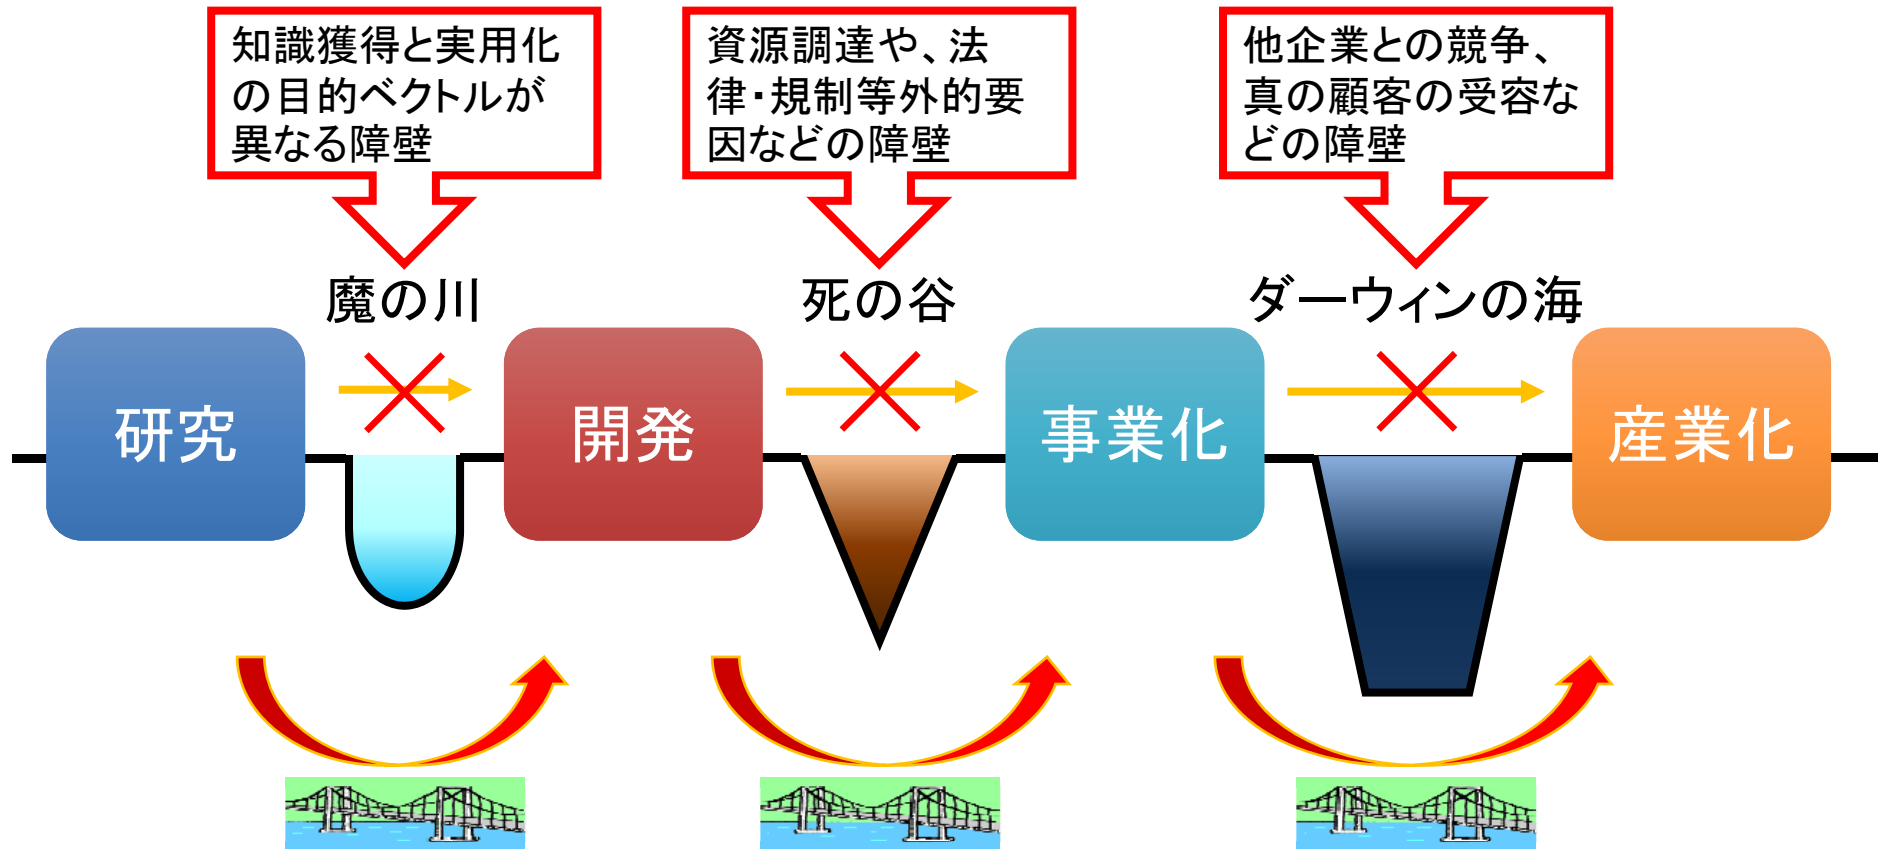 知識獲得と実用化
の目的ベクトルが
異なる障壁
資源調達や、法
律・規制等外的要
因などの障壁
他企業との競争、
真の顧客の受容な
どの障壁
魔の川
死の谷
ダーウィンの海
研究
開発
事業化
産業化